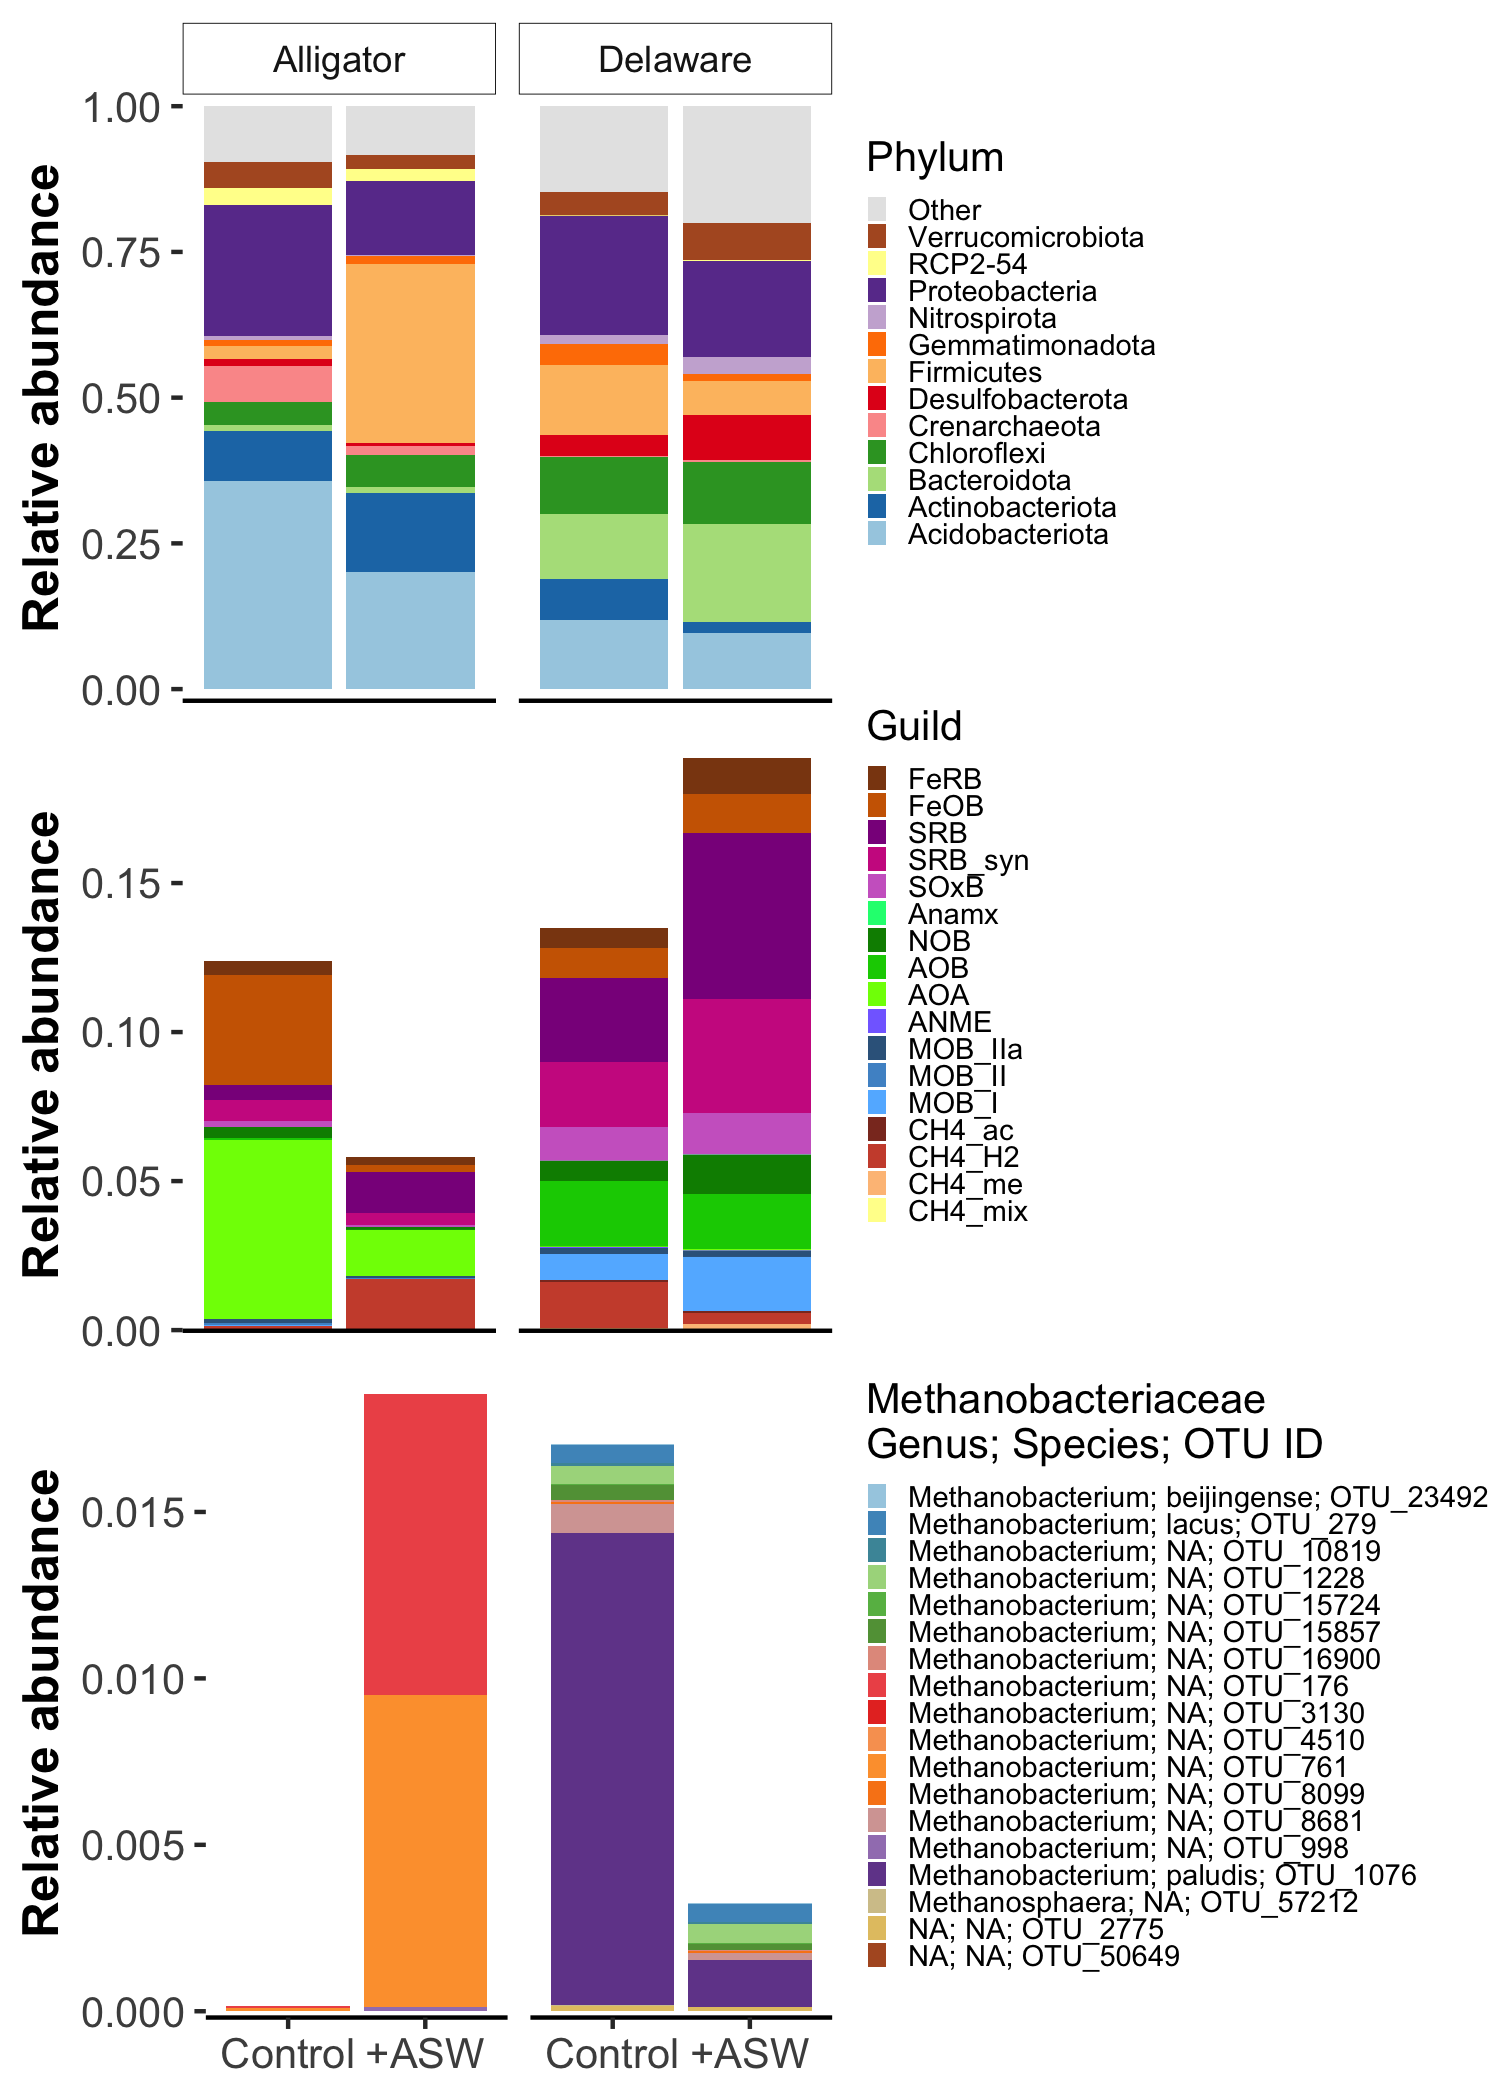 Alligator
Delaware
Relative abundance
1.00
0.75
0.50
0.25
0.00
Phylum
Other
Verrucomicrobiota
RCP2-54
Proteobacteria
Nitrospirota
Gemmatimonadota
Firmicutes
Desulfobacterota
Crenarchaeota
Chloroflexi
Bacteroidota
Actinobacteriota
Acidobacteriota
Relative abundance
0.15
0.10
0.05
0.00
Guild
FeRB
FeOB
SRB
SRB_syn
SOxB
Anamx
NOB
AOB
AOA
ANME
MOB_IIa
MOB_II
MOB_I
CH4_ac
CH4_H2
CH4_me
CH4_mix
Relative abundance
0.015
0.010
0.005
0.000
Control +ASW
Control +ASW
Methanobacteriaceae
Genus; Species; OTU ID
Methanobacterium; beijingense; OTU_23492
Methanobacterium; lacus; OTU_279
Methanobacterium; NA; OTU_10819
Methanobacterium; NA; OTU_1228
Methanobacterium; NA; OTU_15724
Methanobacterium; NA; OTU_15857
Methanobacterium; NA; OTU_16900
Methanobacterium; NA; OTU_176
Methanobacterium; NA; OTU_3130
Methanobacterium; NA; OTU_4510
Methanobacterium; NA; OTU_761
Methanobacterium; NA; OTU_8099
Methanobacterium; NA; OTU_8681
Methanobacterium; NA; OTU_998
Methanobacterium; paludis; OTU_1076
Methanosphaera; NA; OTU_57212
NA; NA; OTU_2775
NA; NA; OTU_50649